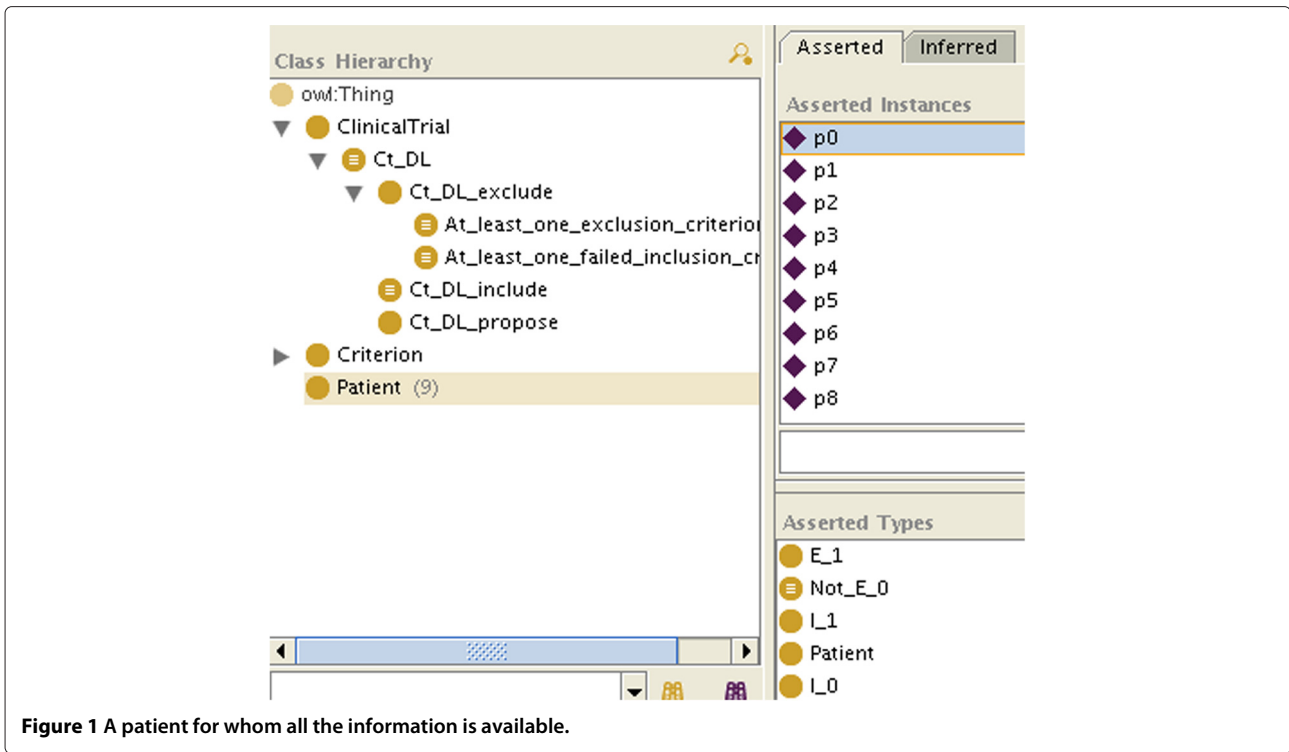 Class Hierarchy
owl:Thing
ClinicalTrial
Ct_DL
Ct_DL_exclude
At_least_one_exclusion_criterio
At_least_one_failed_inclusion_cr
Ct_DL_include
Ct_DL_propose
Criterion
Patient (9)
Asserted Inferred
Asserted Instances
p0
p1
p2
p3
p4
p5
p6
p7
p8
Asserted Types
E_1
Not_E_0
I_1
Patient
I_0
Figure 1 A patient for whom all the information is available.